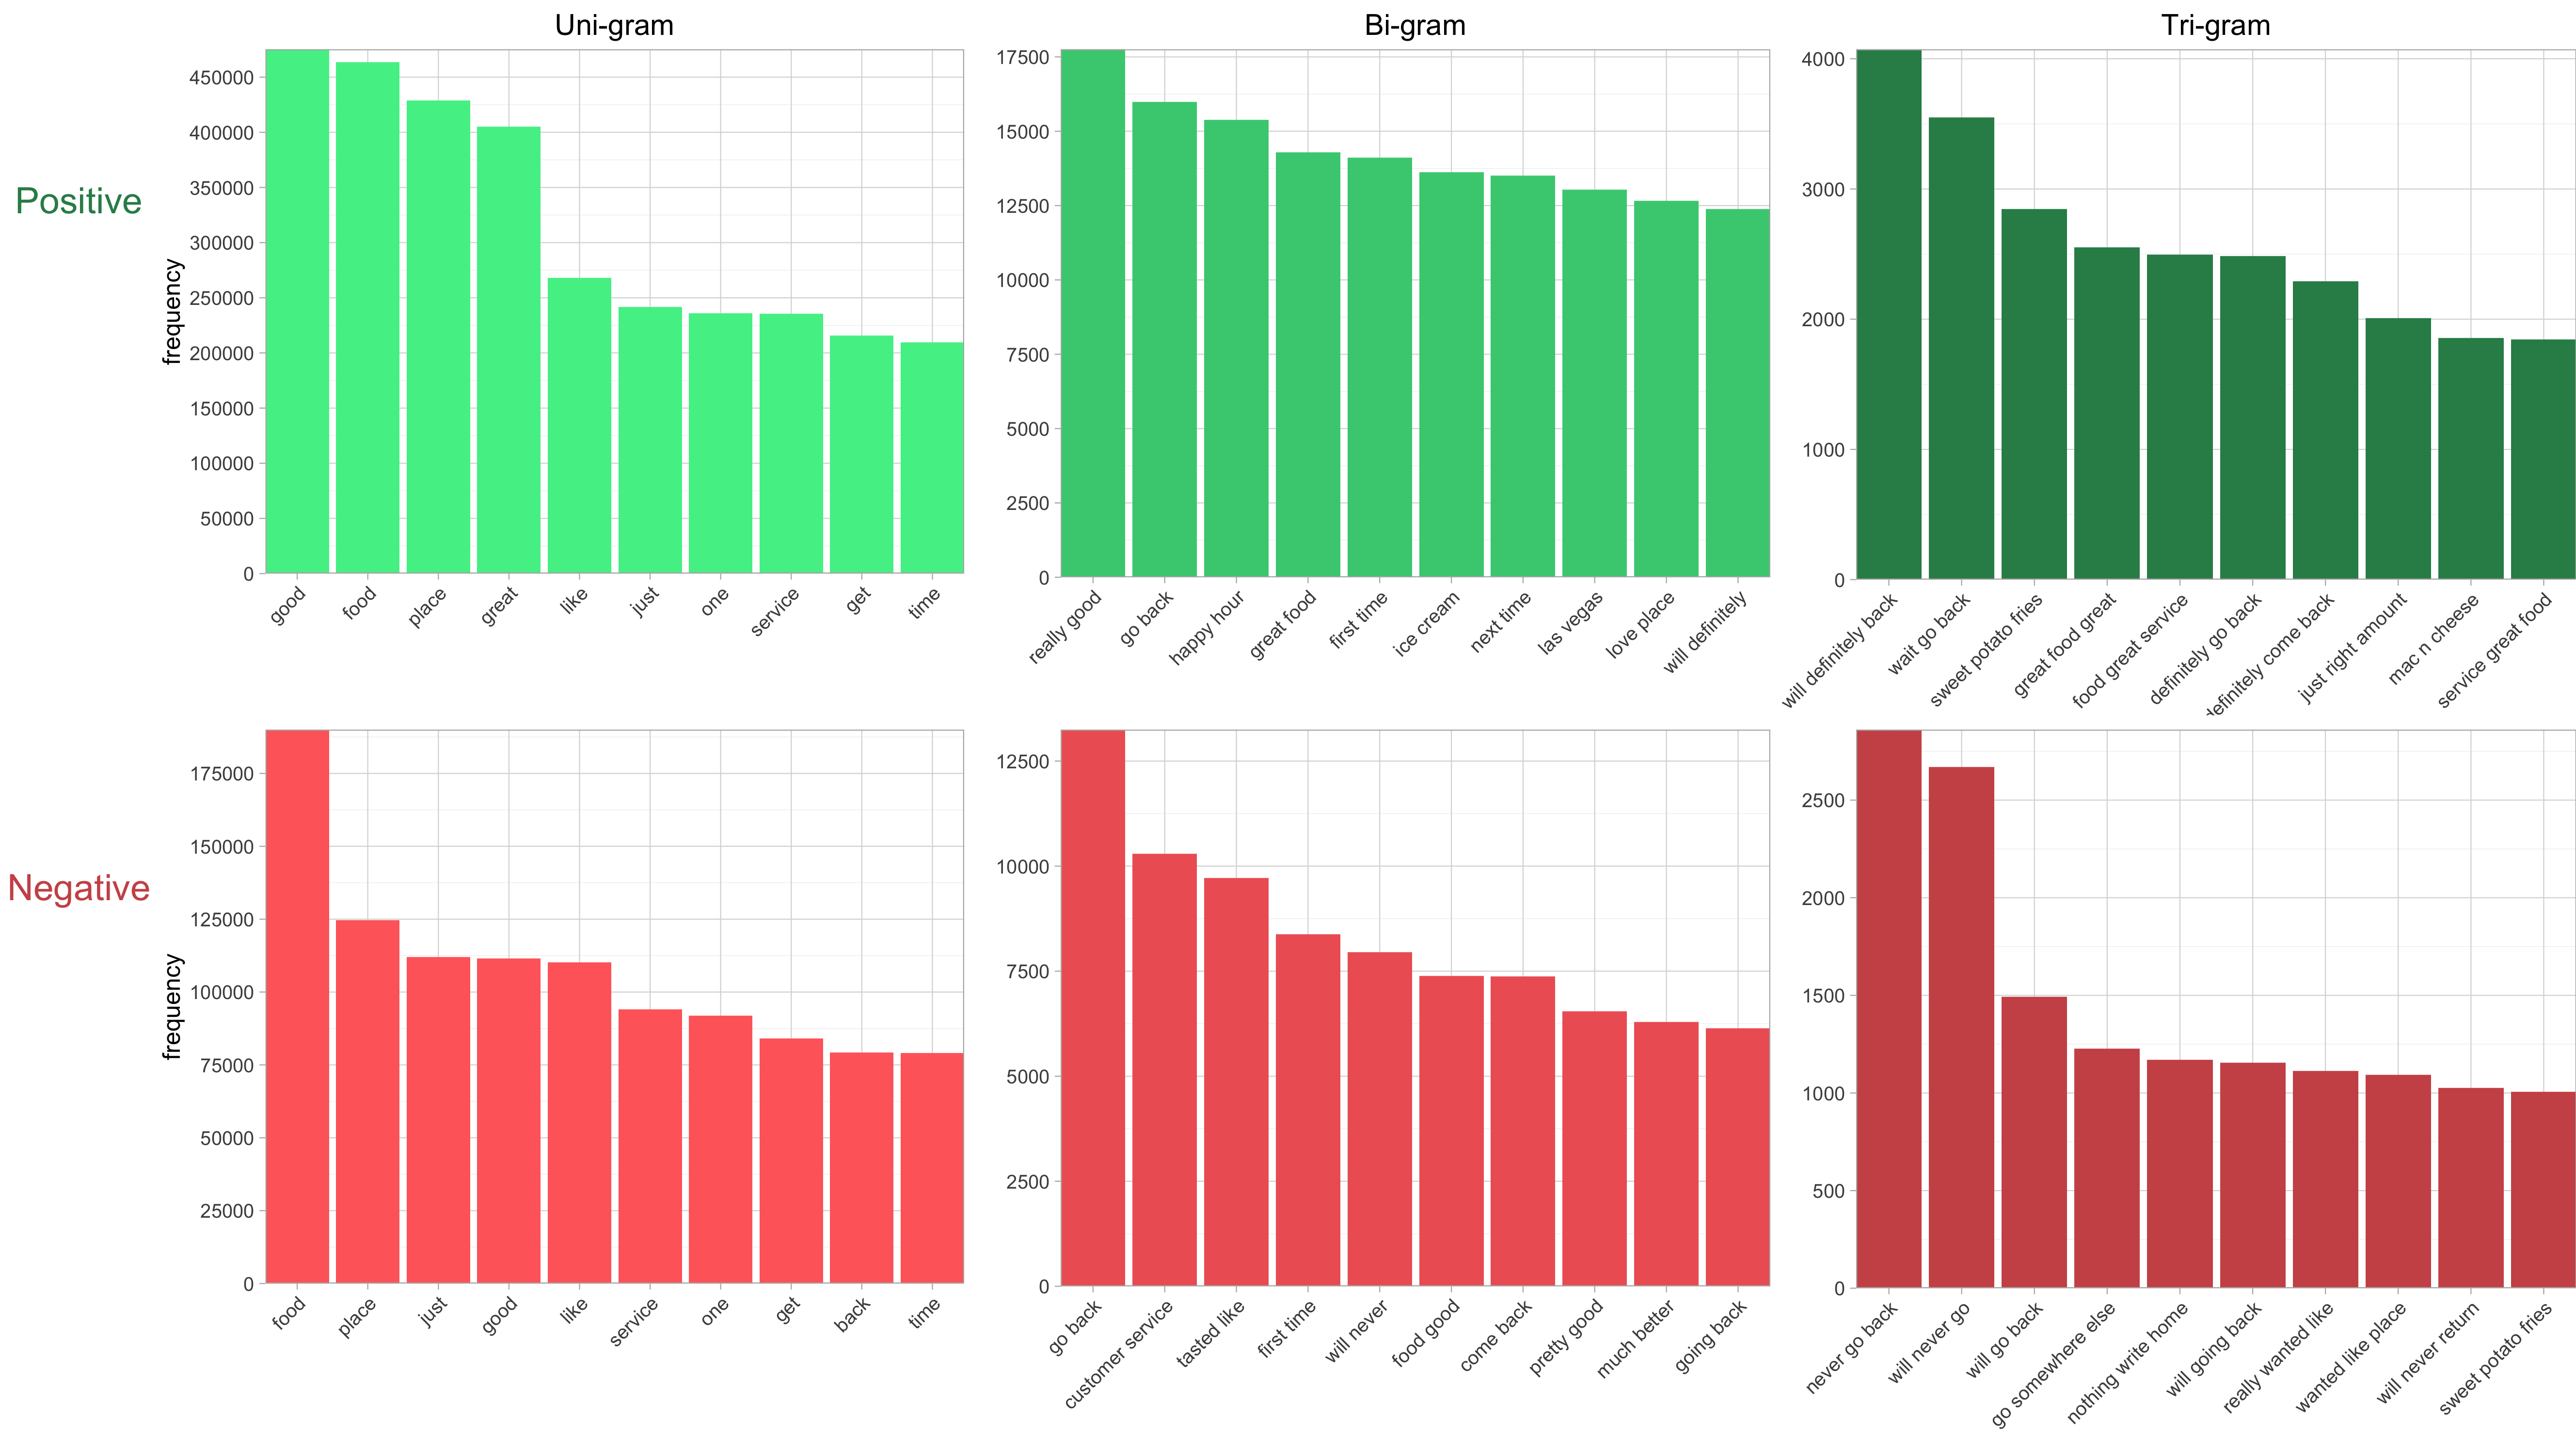 Uni-gram
Bi-gram
Tri-gram
Positive
frequency
450000
400000
350000
300000
250000
200000
150000
100000
50000
0
good
food
place
great
like
just
one
service
get
time
17500
15000
12500
10000
7500
5000
2500
0
really good
go back
happy hour
great food
first time
ice cream
next time
las vegas
love place
will definitely
4000
3000
2000
1000
0
will definitely back
wait go back
sweet potato fries
great food great
food great service
definitely go back
definitely come back
just right amount
mac n cheese
service great food
Negative
frequency
175000
150000
125000
100000
75000
50000
25000
0
food
place
just
good
like
service
one
get
back
time
12500
10000
7500
5000
2500
0
go back
customer service
tasted like
first time
will never
food good
come back
pretty good
much better
going back
2500
2000
1500
1000
500
0
never go back
will never go
will go back
go somewhere else
nothing write home
will going back
really wanted like
wanted like place
will never return
sweet potato fries